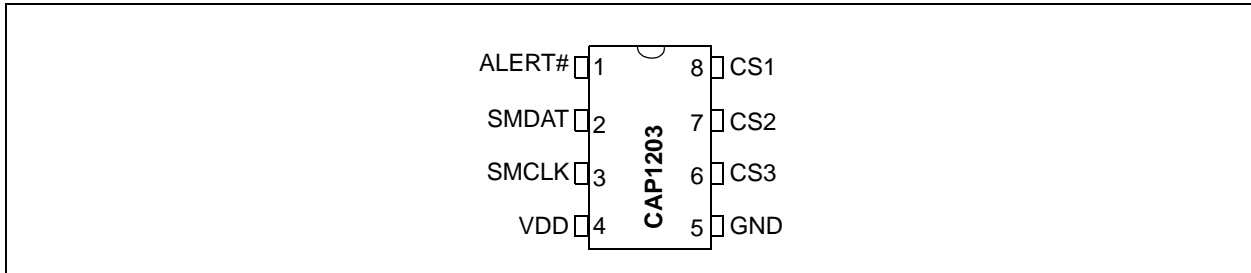 ALERT# 1 8 CS1
SMDAT 2 7 CS2
SMCLK 3 6 CS3
VDD 4 5 GND
CAP1203